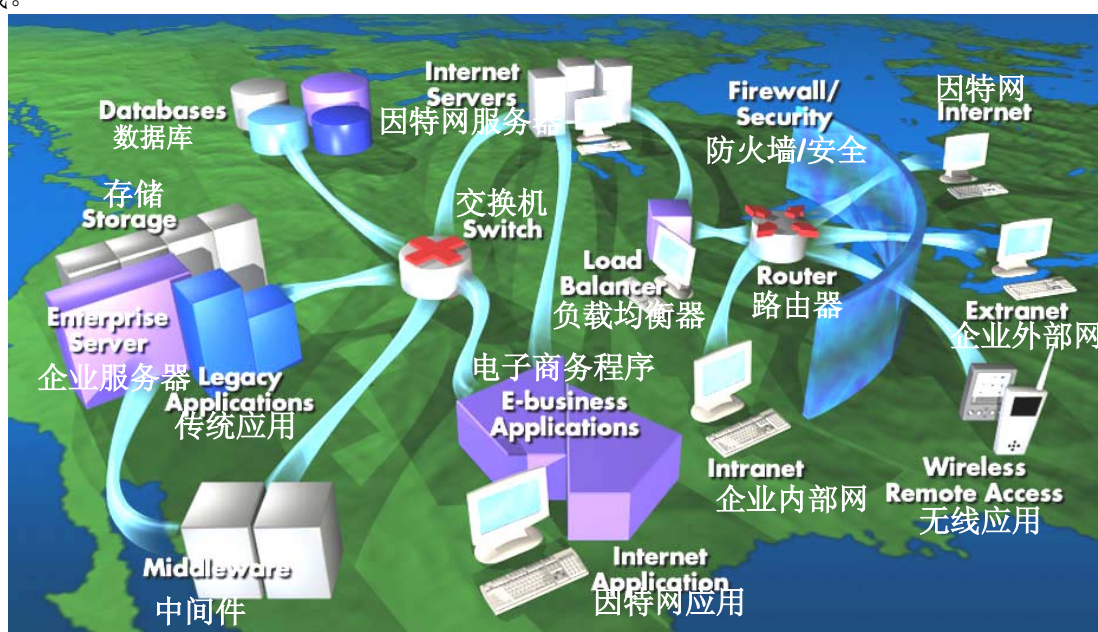 Databases
数据库
Internet
Servers
因特网服务器
Firewall/
Security
防火墙/安全
因特网
Internet
存储
Storage
交换机
Switch
Load
Balancer
负载均衡器
Router
路由器
Extranet
企业外部网
Enterprise
Server
企业服务器
Legacy
Applications
传统应用
电子商务程序
E-business
Applications
Intranet
企业内部网
Wireless
Remote Access
无线应用
Middleware
中间件
Internet
Application
因特网应用